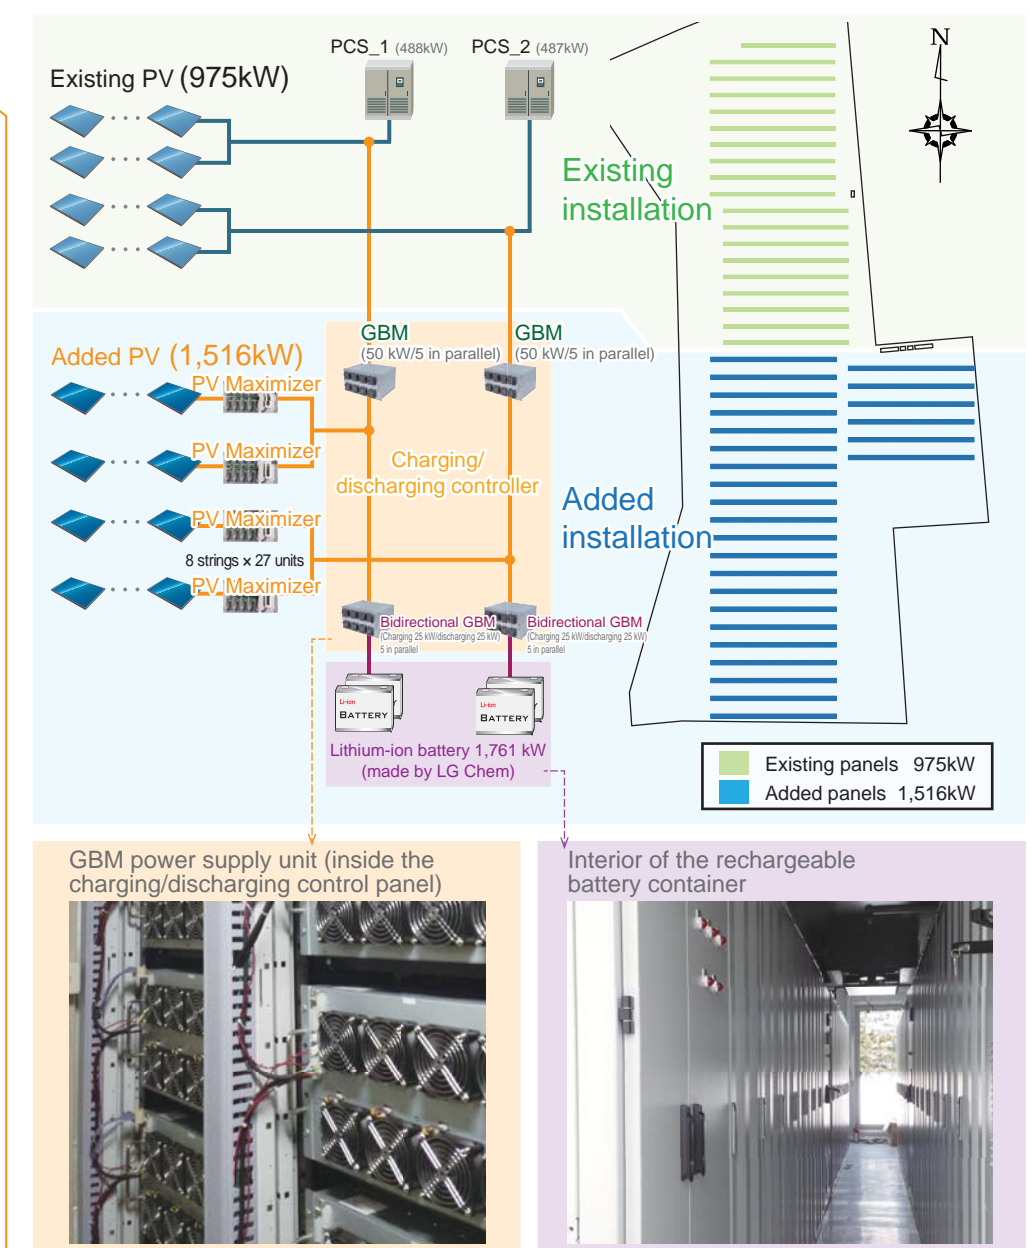 PCS_1 (488kW)
PCS_2 (487kW)
Existing PV (975kW)
N
Existing
installation
GBM
(50 kW/5 in parallel)
GBM
(50 kW/5 in parallel)
Added PV (1,516kW)
PV Maximizer
PV Maximizer
PV Maximizer
8 strings × 27 units
PV Maximizer
Charging/
discharging controller
Added
installation
Bidirectional GBM
(Charging 25 kW/discharging 25 kW)
5 in parallel
Bidirectional GBM
(Charging 25 kW/discharging 25 kW)
5 in parallel
Li-ion
BATTERY
Li-ion
BATTERY
Lithium-ion battery 1,761 kW
(made by LG Chem)
Existing panels 975kW
Added panels 1,516kW
GBM power supply unit (inside the
charging/discharging control panel)
Interior of the rechargeable
battery container